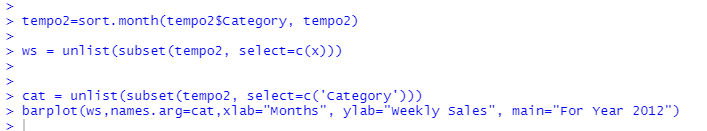 >
> tempo2=sort.month(tempo2$Category, tempo2)
>
> ws = unlist(subset(tempo2, select=c(x)))
>
>
> cat = unlist(subset(tempo2, select=c('Category')))
> barplot(ws,names.arg=cat,xlab="Months", ylab="Weekly Sales", main="For Year 2012")
>